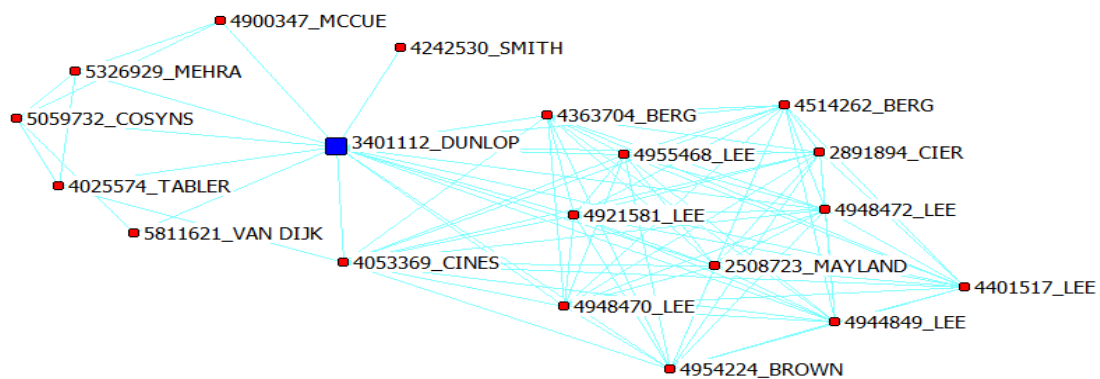 4900347_MCCUE
4242530_SMITH
5326929_MEHRA
4514262_BERG
4363704_BERG
5059732_COSYNS
3401112_DUNLOP
4955468_LEE
2891894_CIER
4025574_TABLER
4921581_LEE
4948472_LEE
5811621_VAN DIJK
4053369_CINES
2508723_MAYLAND
4401517_LEE
4948470_LEE
4944849_LEE
4954224_BROWN